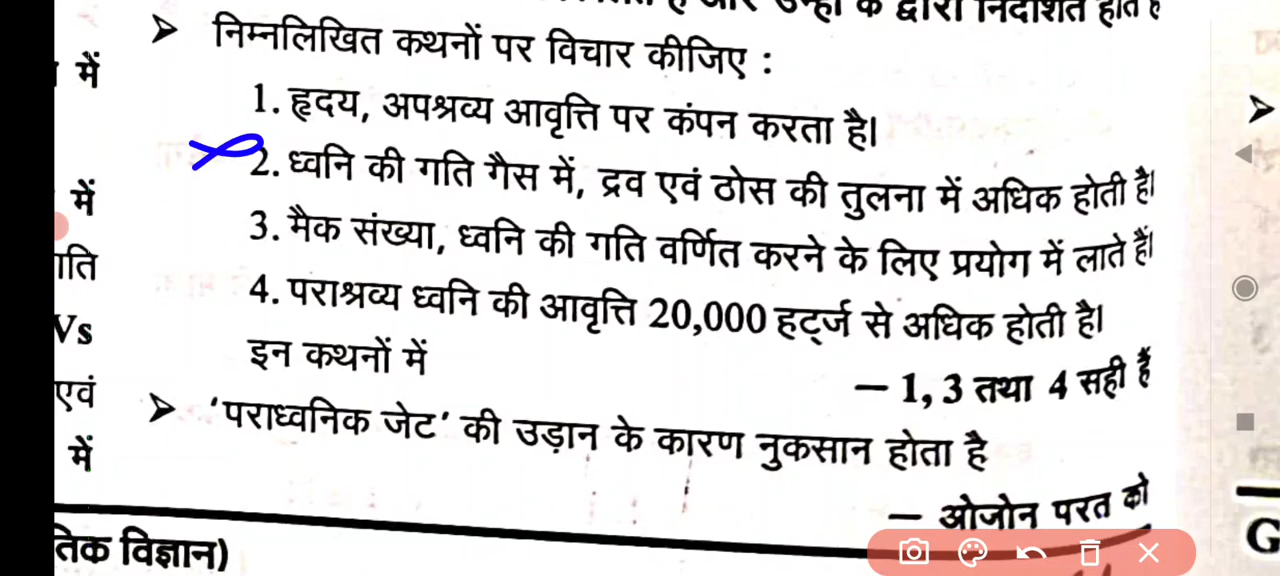 और उन्हीं के द्वारा निर्देशित होते है
➢ निम्नलिखित कथनों पर विचार कीजिए :
में
1. हृदय, अपश्रव्य आवृत्ति पर कंपन करता है।
2. ध्वनि की गति गैस में, द्रव एवं ठोस की तुलना में अधिक होती है।
में
3. मैक संख्या, ध्वनि की गति वर्णित करने के लिए प्रयोग में लाते हैं।
4. पराश्रव्य ध्वनि की आवृत्ति 20,000 हर्ट्ज से अधिक होती है।
Vs
इन कथनों में
– 1, 3 तथा 4 सही हैं
एवं
➢ 'पराध्वनिक जेट' की उड़ान के कारण नुकसान होता है
में
– ओजोन परत को
तिक विज्ञान)
G